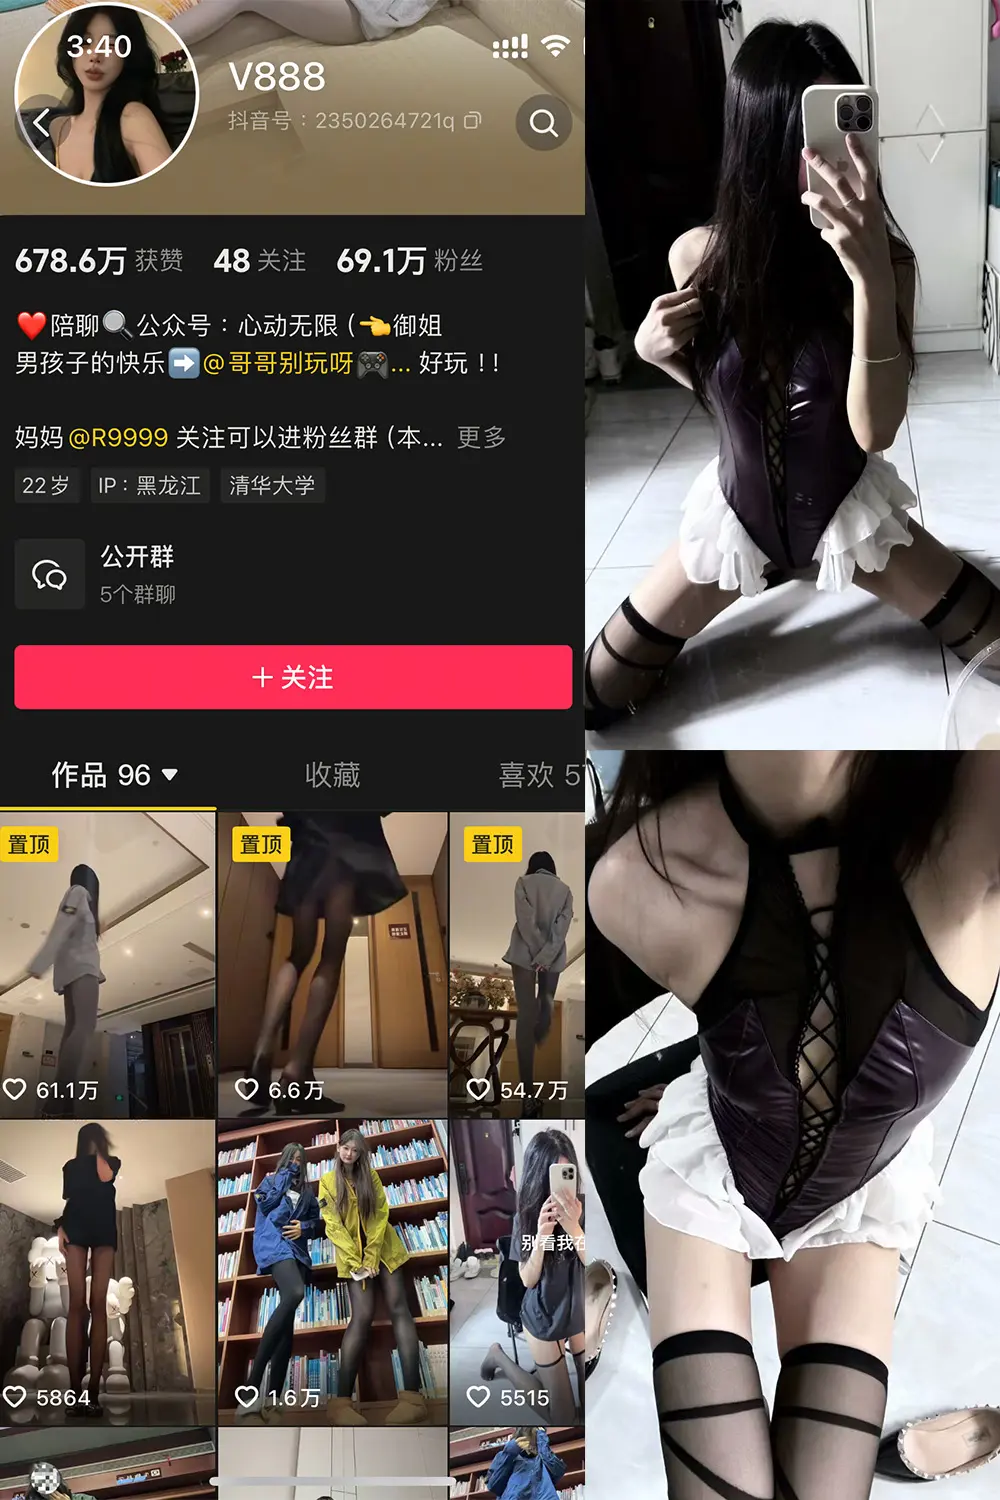 3:40
V888
抖音号：2350264721q
678.6万 获赞 48 关注 69.1万 粉丝
❤️陪聊🔍公众号：心动无限（👈御姐
男孩子的快乐➡️@哥哥别玩呀🎮... 好玩 !!
妈妈@R9999 关注可以进粉丝群（本... 更多
22岁 IP：黑龙江 清华大学
公开群
5个群聊
+ 关注
作品 96 收藏 喜欢 57
置顶 置顶 置顶
61.1万 6.6万 54.7万
别看我在
5864 1.6万 5515